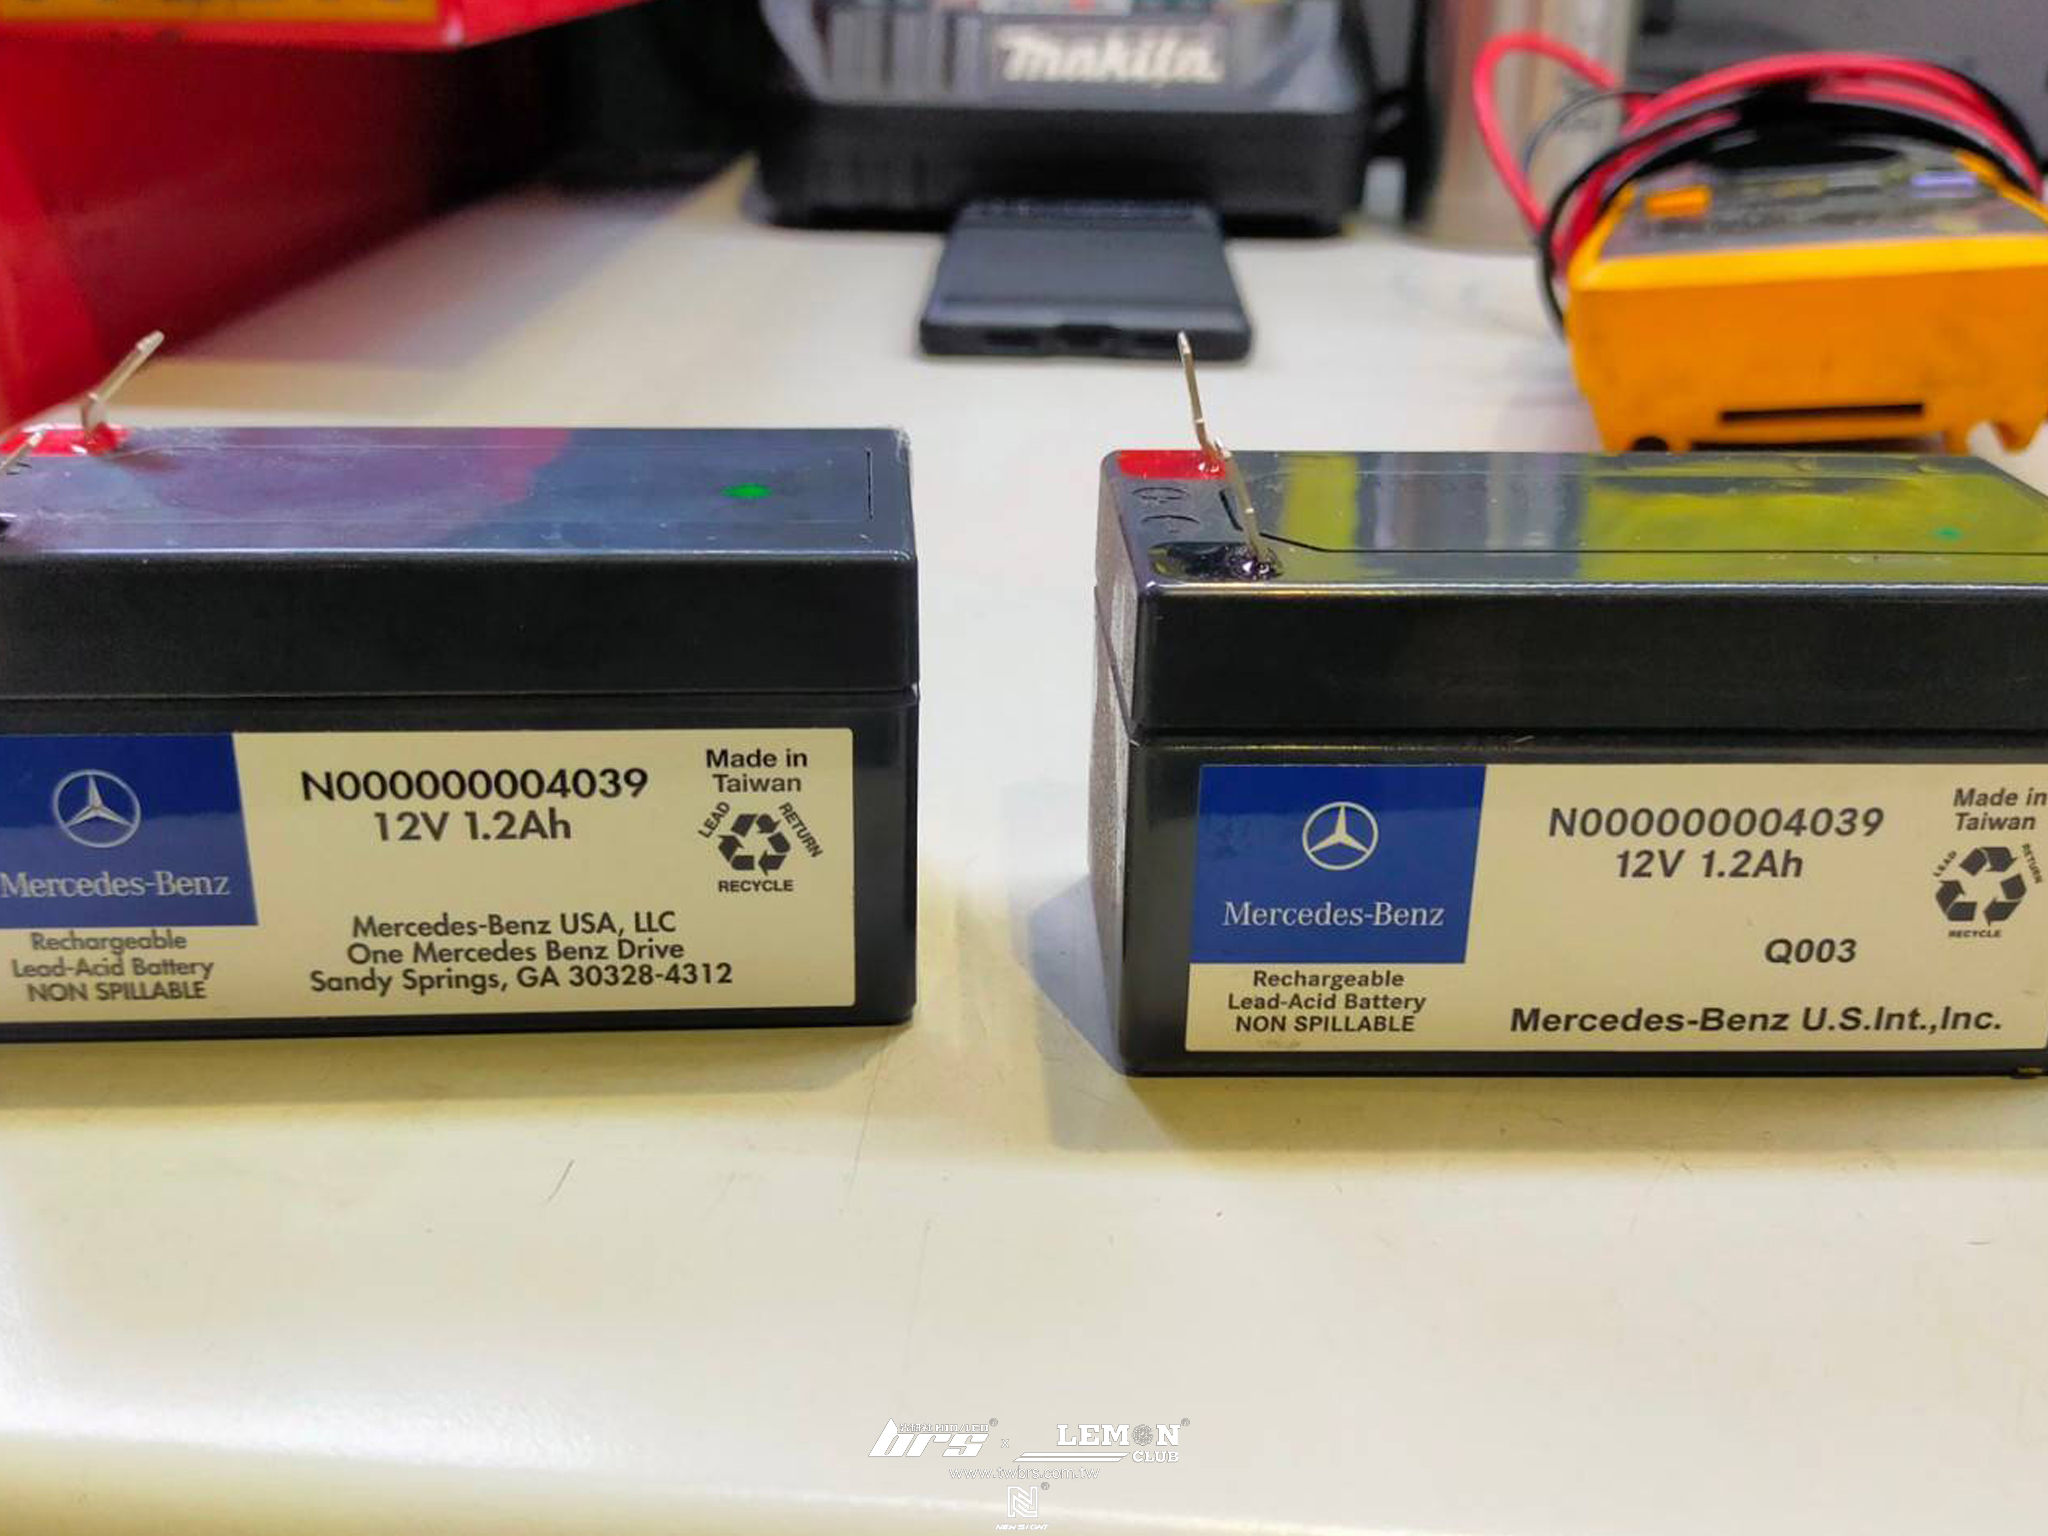 makita
Mercedes-Benz
Rechargeable
Lead-Acid Battery
NON SPILLABLE
N000000004039
12V 1.2Ah
Made in
Taiwan
LEAD
RETURN
RECYCLE
Mercedes-Benz USA, LLC
One Mercedes Benz Drive
Sandy Springs, GA 30328-4312
Mercedes-Benz
Rechargeable
Lead-Acid Battery
NON SPILLABLE
N000000004039
12V 1.2Ah
Made in
Taiwan
LEAD
RETURN
RECYCLE
Q003
Mercedes-Benz U.S.Int.,Inc.
brs x LEMON
CLUB
www.twbrs.com.tw
NEW SIGHT